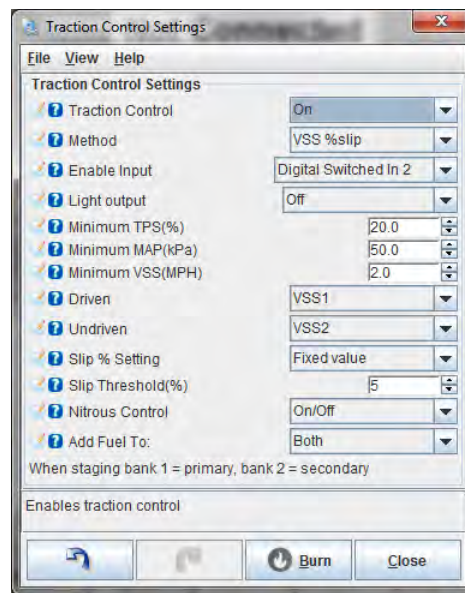 Traction Control Settings
File View Help
Traction Control Settings
Traction Control On
Method VSS %slip
Enable Input Digital Switched In 2
Light output Off
Minimum TPS(%) 20.0
Minimum MAP(kPa) 50.0
Minimum VSS(MPH) 2.0
Driven VSS1
Undriven VSS2
Slip % Setting Fixed value
Slip Threshold(%) 5
Nitrous Control On/Off
Add Fuel To: Both
When staging bank 1 = primary, bank 2 = secondary
Enables traction control
Burn Close